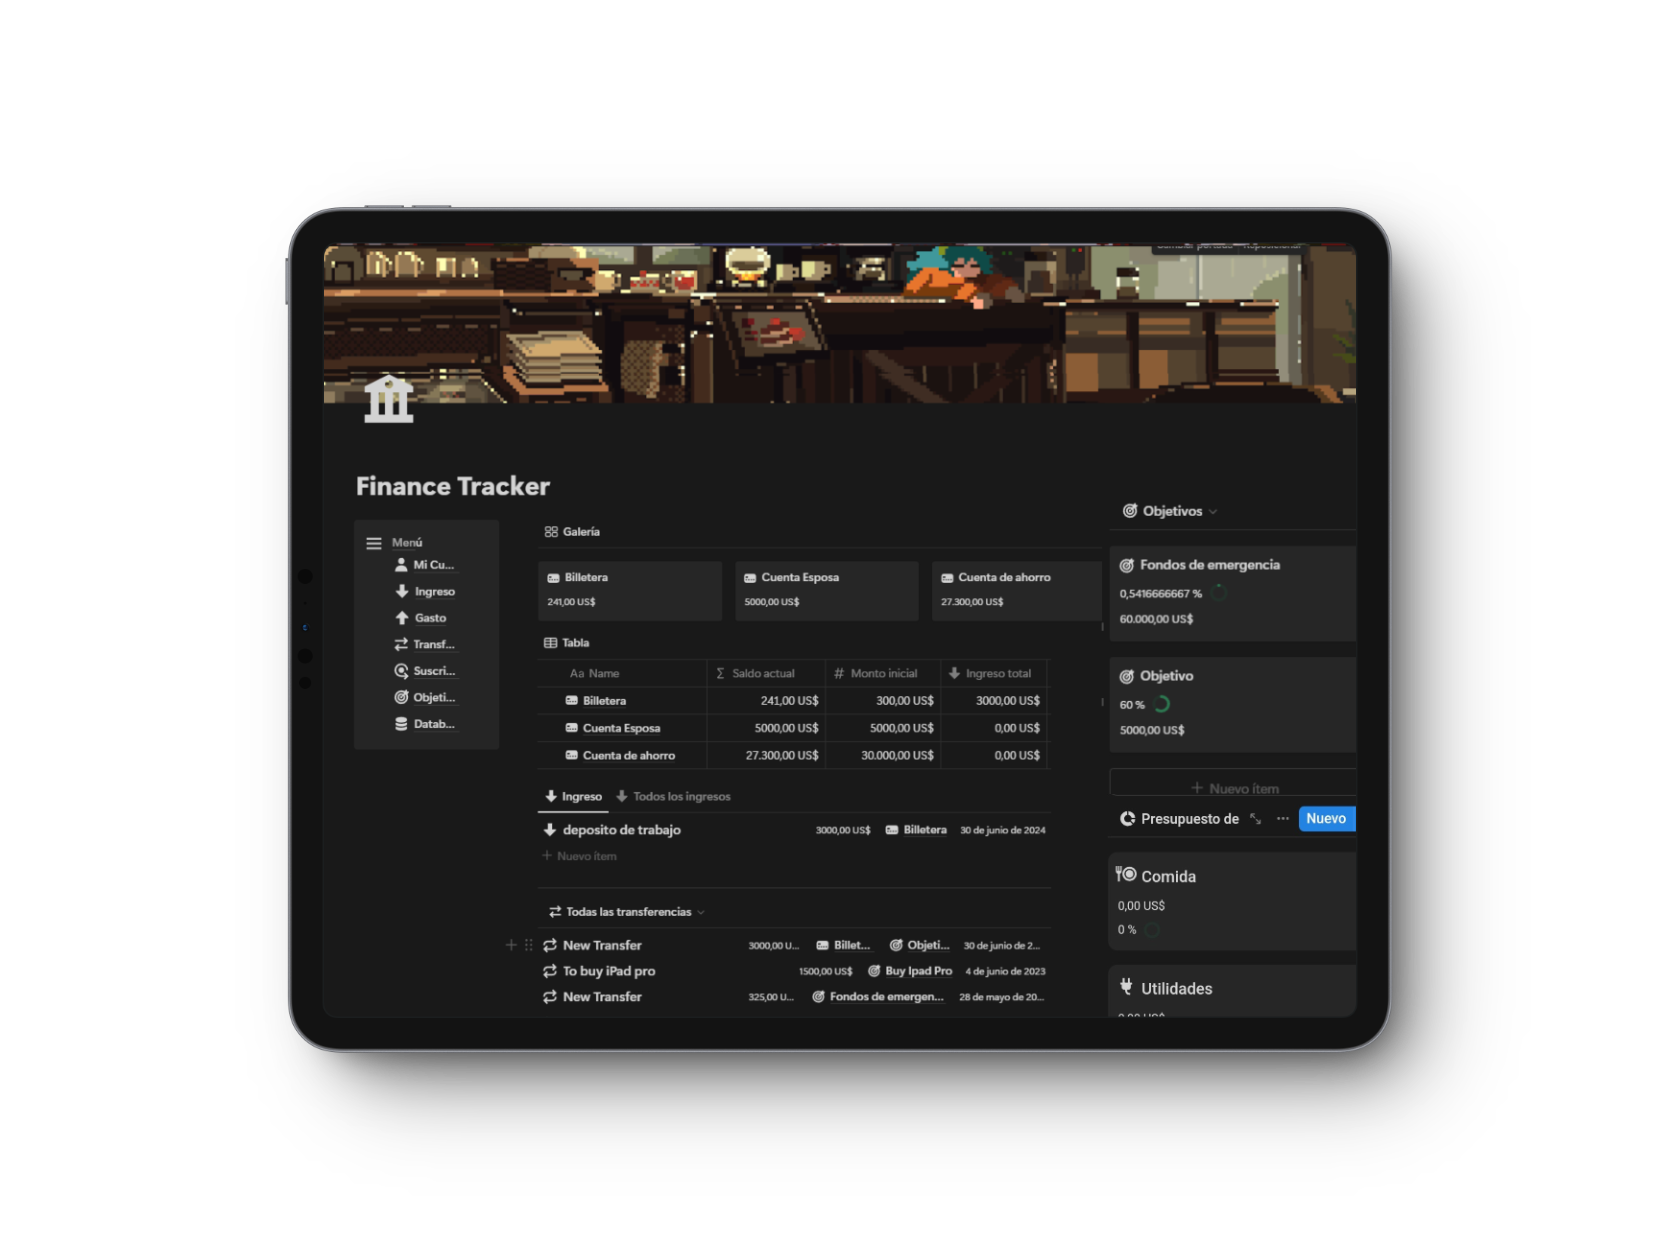 Finance Tracker
Menú
Mi Cu...
Ingreso
Gasto
Transf...
Suscri...
Objeti...
Datab...
Galería
Billetera
241,00 US$
Cuenta Esposa
5000,00 US$
Cuenta de ahorro
27.300,00 US$
Tabla
Aa Name Σ Saldo actual # Monto inicial Ingreso total
Billetera 241,00 US$ 300,00 US$ 3000,00 US$
Cuenta Esposa 5000,00 US$ 5000,00 US$ 0,00 US$
Cuenta de ahorro 27.300,00 US$ 30.000,00 US$ 0,00 US$
Ingreso Todos los ingresos
deposito de trabajo 3000,00 US$ Billetera 30 de junio de 2024
+ Nuevo ítem
Todas las transferencias
New Transfer 3000,00 U... Billet... Objeti... 30 de junio de 2...
To buy iPad pro 1500,00 US$ Buy Ipad Pro 4 de junio de 2023
New Transfer 325,00 U... Fondos de emergen... 28 de mayo de 20...
Objetivos
Fondos de emergencia
0,5416666667 %
60.000,00 US$
Objetivo
60 %
5000,00 US$
+ Nuevo ítem
Presupuesto de ... Nuevo
Comida
0,00 US$
0 %
Utilidades